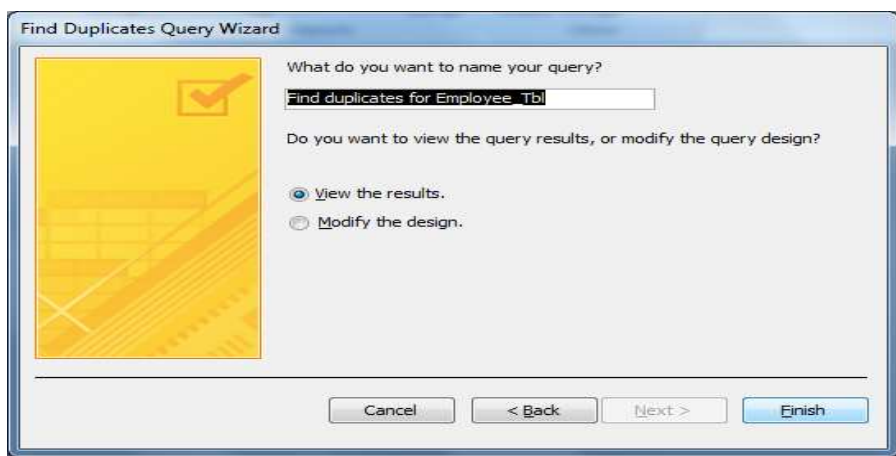 Find Duplicates Query Wizard
What do you want to name your query?
Find duplicates for Employee_Tbl
Do you want to view the query results, or modify the query design?
View the results.
Modify the design.
Cancel
< Back
Next >
Finish